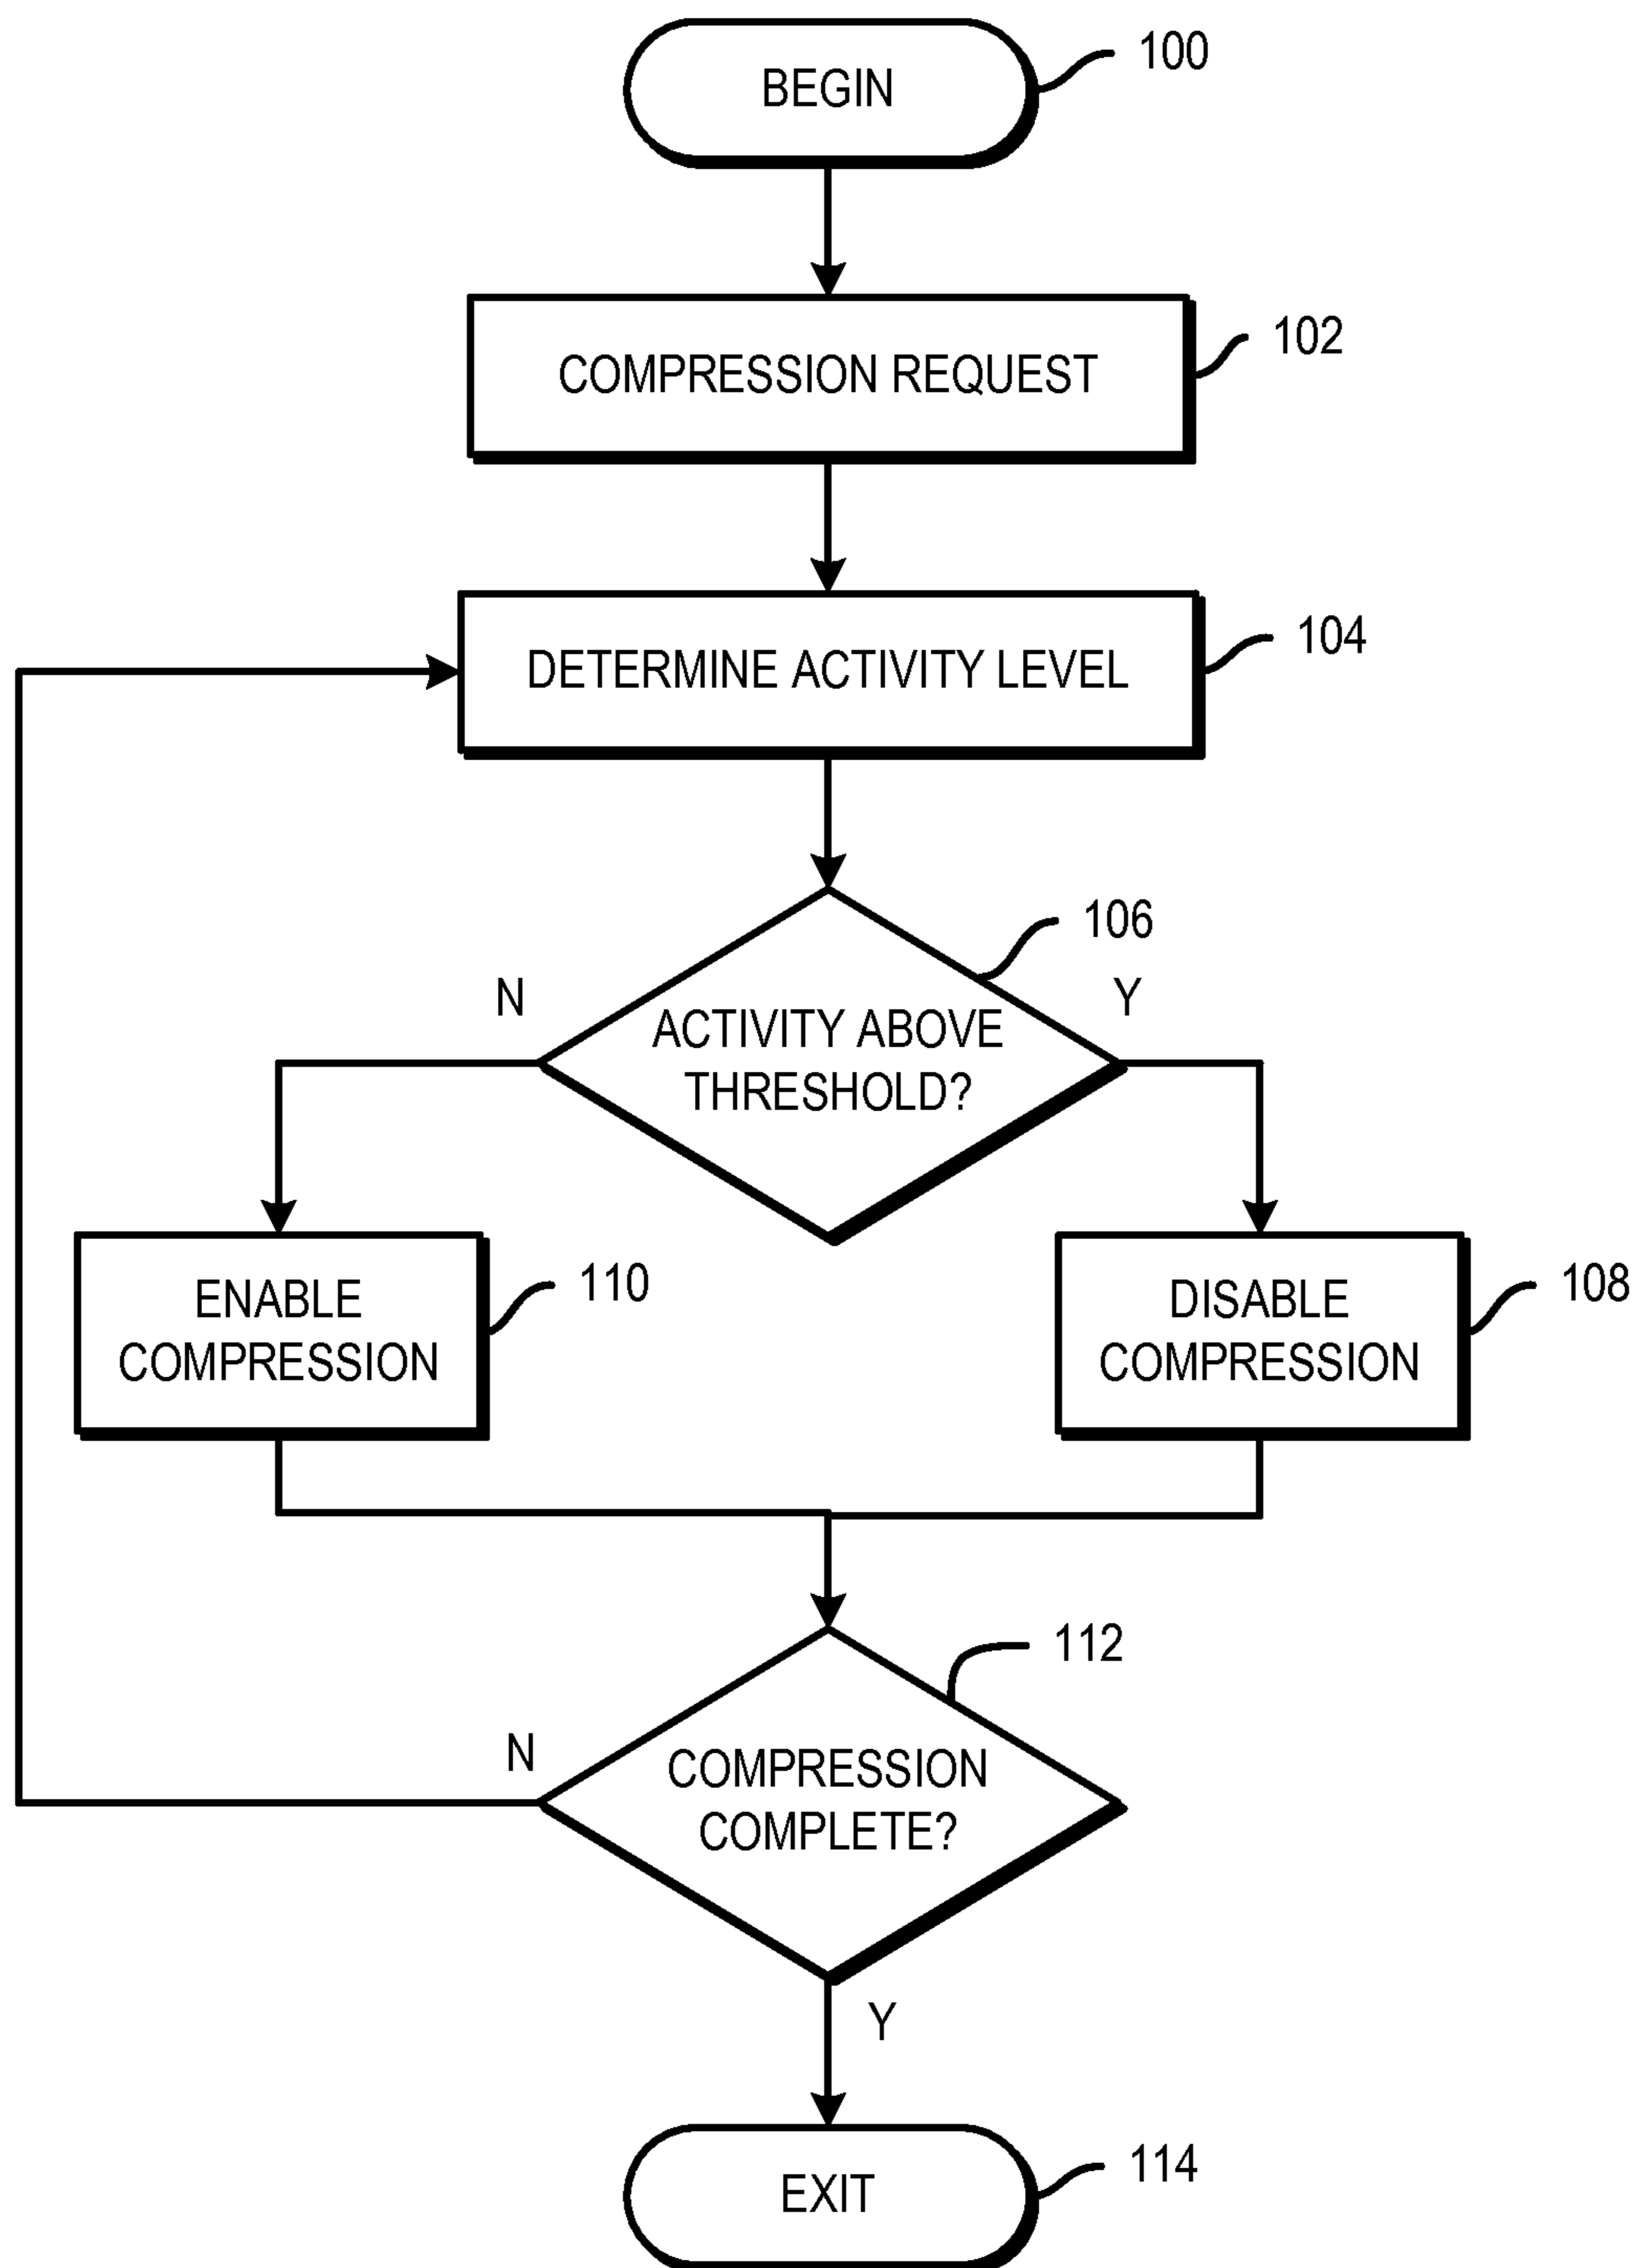 BEGIN
100
COMPRESSION REQUEST
102
DETERMINE ACTIVITY LEVEL
104
106
N
Y
ACTIVITY ABOVE
THRESHOLD?
ENABLE
COMPRESSION
110
DISABLE
COMPRESSION
108
112
N
COMPRESSION
COMPLETE?
Y
EXIT
114